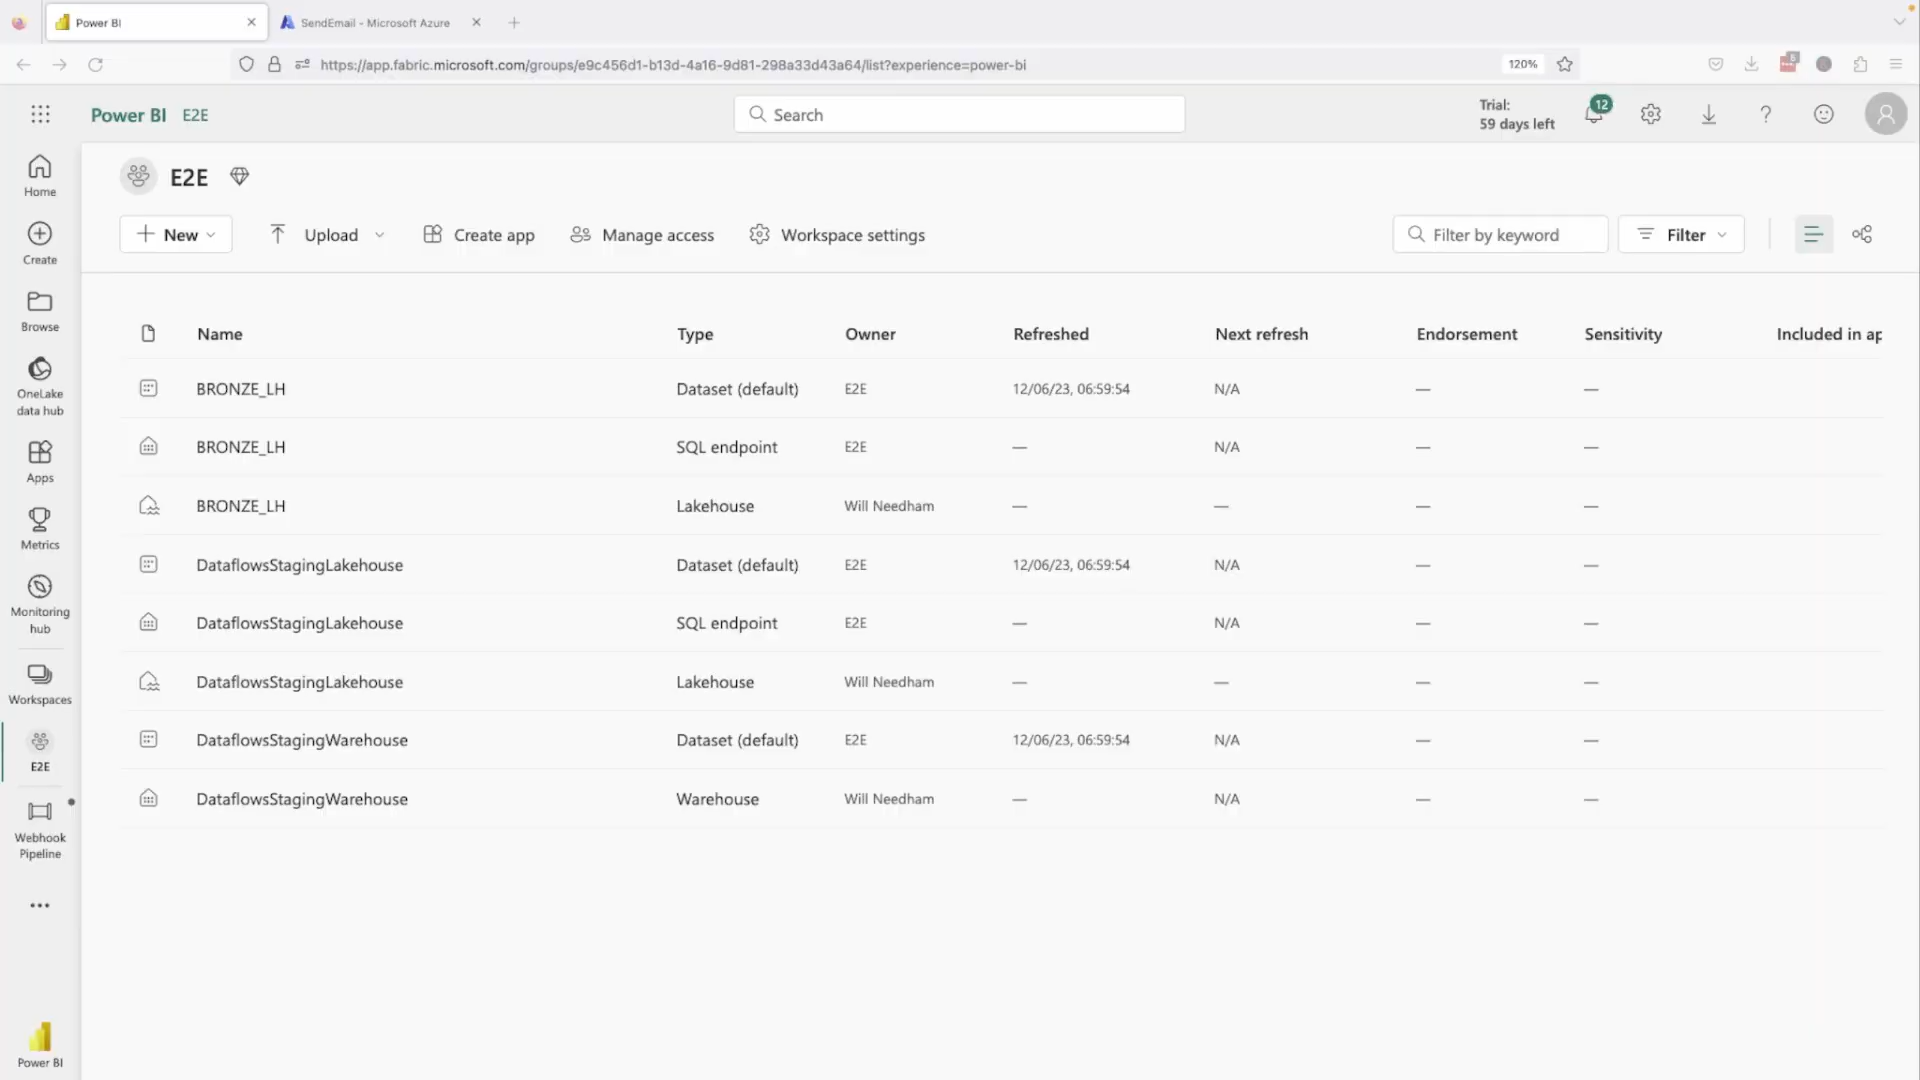 Power BI
SendEmail - Microsoft Azure
https://app.fabric.microsoft.com/groups/e9c456d1-b13d-4a16-9d81-298a33d43a64/list?experience=power-bi
120%
Power BI E2E
Search
Trial:
59 days left
12
Home
Create
Browse
OneLake
data hub
Apps
Metrics
Monitoring
hub
Workspaces
E2E
Webhook
Pipeline
Power BI
E2E
New
Upload
Create app
Manage access
Workspace settings
Filter by keyword
Filter
Name Type Owner Refreshed Next refresh Endorsement Sensitivity Included in ap
BRONZE_LH Dataset (default) E2E 12/06/23, 06:59:54 N/A — —
BRONZE_LH SQL endpoint E2E — N/A — —
BRONZE_LH Lakehouse Will Needham — — — —
DataflowsStagingLakehouse Dataset (default) E2E 12/06/23, 06:59:54 N/A — —
DataflowsStagingLakehouse SQL endpoint E2E — N/A — —
DataflowsStagingLakehouse Lakehouse Will Needham — — — —
DataflowsStagingWarehouse Dataset (default) E2E 12/06/23, 06:59:54 N/A — —
DataflowsStagingWarehouse Warehouse Will Needham — N/A — —